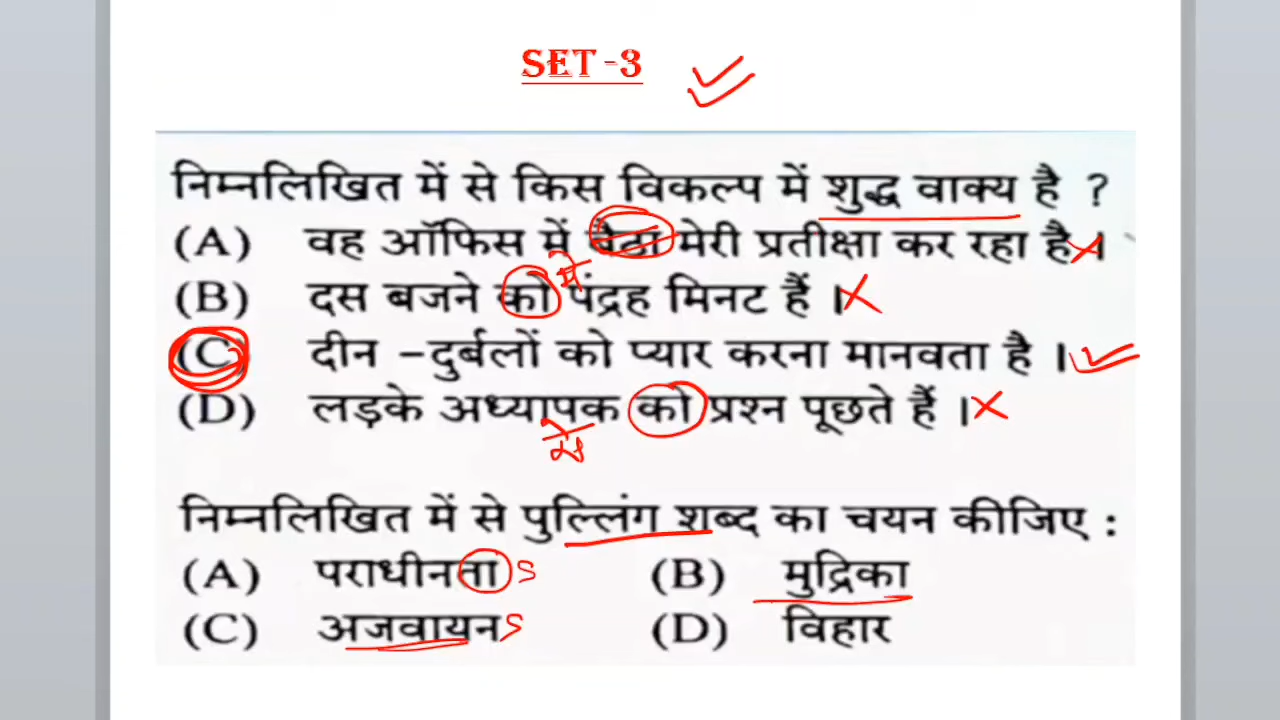 SET -3
निम्नलिखित में से किस विकल्प में शुद्ध वाक्य है ?
(A) वह ऑफिस में बैठा मेरी प्रतीक्षा कर रहा है ।
में
(B) दस बजने को पंद्रह मिनट हैं ।
(C) दीन –दुर्बलों को प्यार करना मानवता है ।
(D) लड़के अध्यापक को प्रश्न पूछते हैं ।
से
निम्नलिखित में से पुल्लिंग शब्द का चयन कीजिए :
(A) पराधीनता S (B) मुद्रिका
(C) अजवायन S (D) विहार